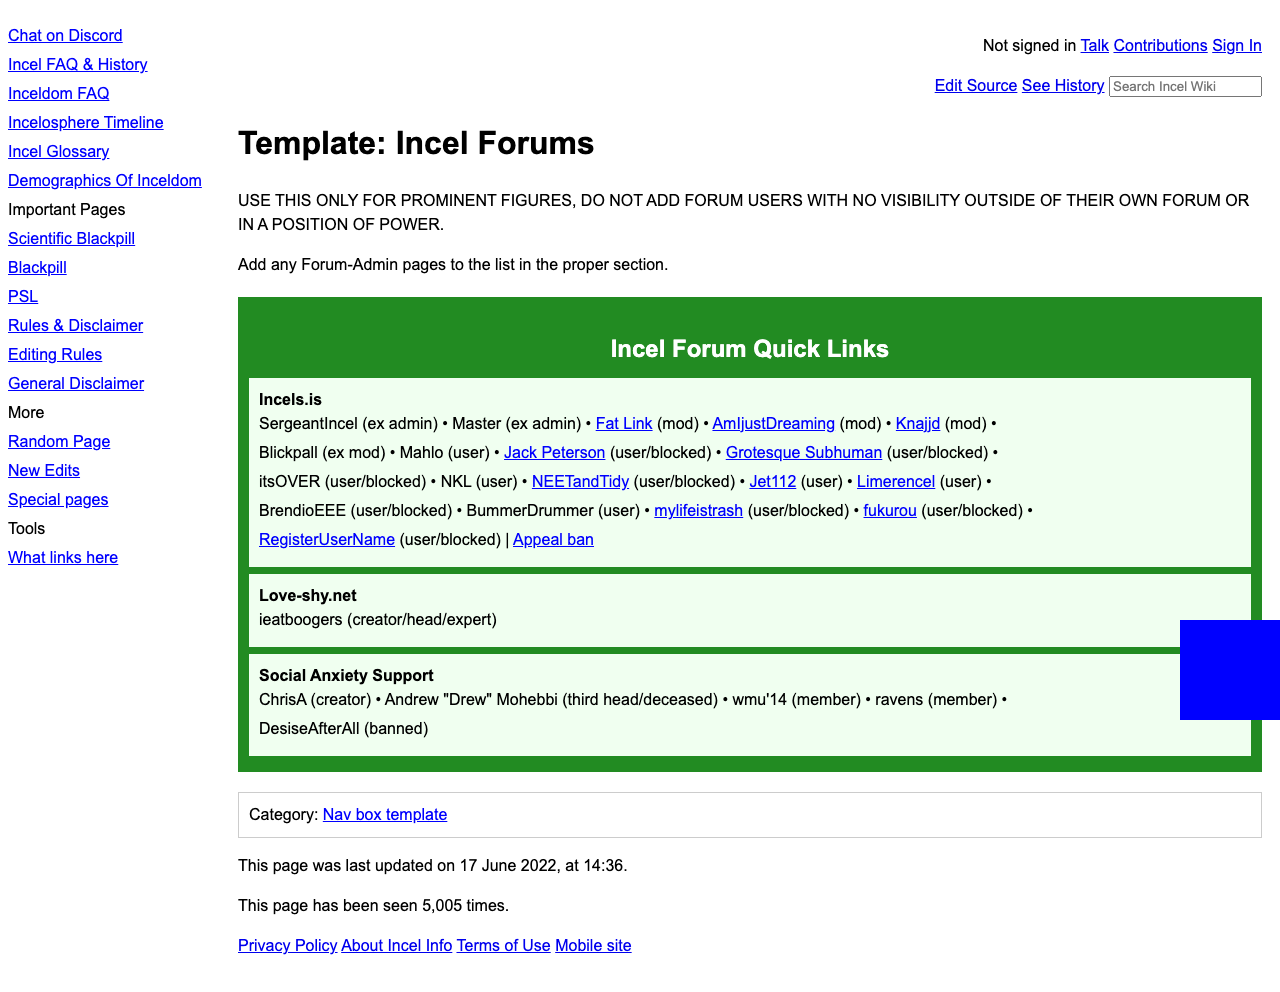 Chat on Discord
Incel FAQ & History
Inceldom FAQ
Incelosphere Timeline
Incel Glossary
Demographics Of Inceldom
Important Pages
Scientific Blackpill
Blackpill
PSL
Rules & Disclaimer
Editing Rules
General Disclaimer
More
Random Page
New Edits
Special pages
Tools
What links here
Not signed in Talk Contributions Sign In
Edit Source See History Search Incel Wiki
Template: Incel Forums
USE THIS ONLY FOR PROMINENT FIGURES, DO NOT ADD FORUM USERS WITH NO VISIBILITY OUTSIDE OF THEIR OWN FORUM OR
IN A POSITION OF POWER.
Add any Forum-Admin pages to the list in the proper section.
Incel Forum Quick Links
Incels.is
SergeantIncel (ex admin) • Master (ex admin) • Fat Link (mod) • AmIjustDreaming (mod) • Knajjd (mod) •
Blickpall (ex mod) • Mahlo (user) • Jack Peterson (user/blocked) • Grotesque Subhuman (user/blocked) •
itsOVER (user/blocked) • NKL (user) • NEETandTidy (user/blocked) • Jet112 (user) • Limerencel (user) •
BrendioEEE (user/blocked) • BummerDrummer (user) • mylifeistrash (user/blocked) • fukurou (user/blocked) •
RegisterUserName (user/blocked) | Appeal ban
Love-shy.net
ieatboogers (creator/head/expert)
Social Anxiety Support
ChrisA (creator) • Andrew "Drew" Mohebbi (third head/deceased) • wmu'14 (member) • ravens (member) •
DesiseAfterAll (banned)
Category: Nav box template
This page was last updated on 17 June 2022, at 14:36.
This page has been seen 5,005 times.
Privacy Policy About Incel Info Terms of Use Mobile site